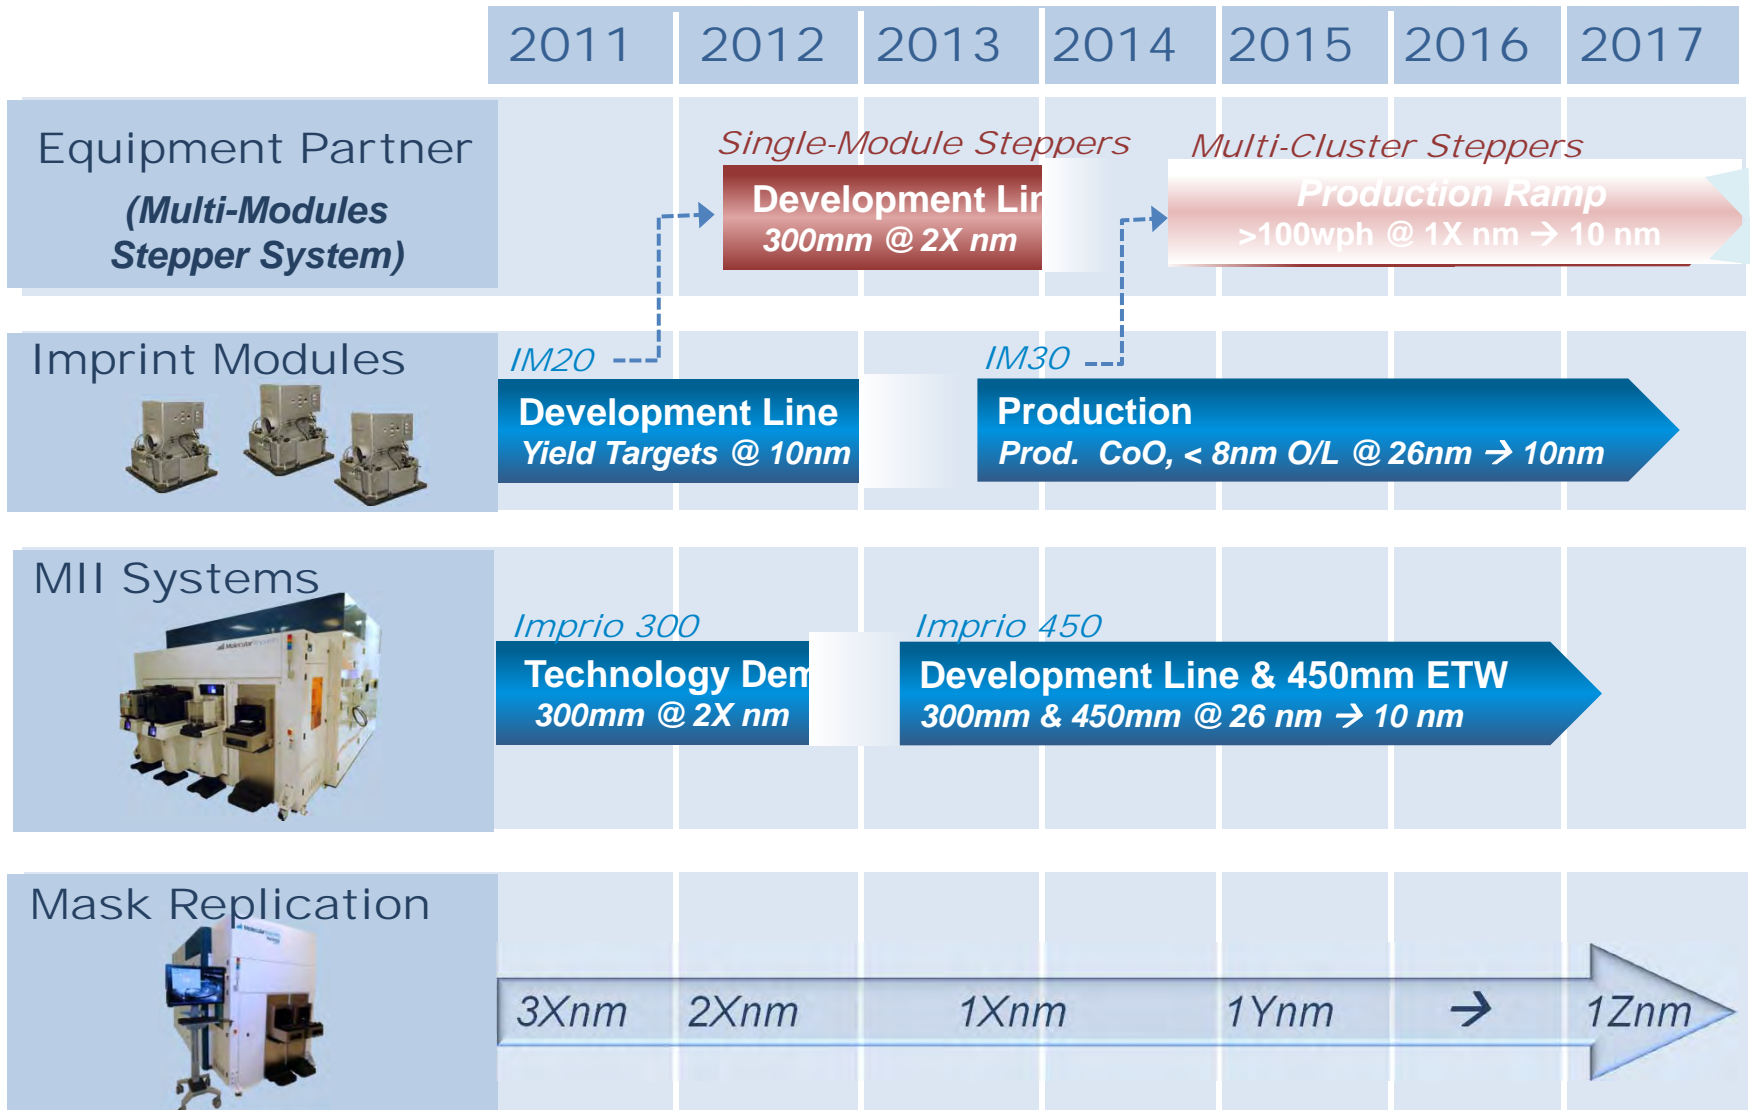 2011 2012 2013 2014 2015 2016 2017
Equipment Partner
(Multi-Modules
Stepper System)
Single-Module Steppers
Development Lin
300mm @ 2X nm
Multi-Cluster Steppers
Production Ramp
>100wph @ 1X nm → 10 nm
Imprint Modules
IM20
Development Line
Yield Targets @ 10nm
IM30
Production
Prod. CoO, < 8nm O/L @ 26nm → 10nm
MII Systems
MolecularImprints
Imprio 300
Technology Dem
300mm @ 2X nm
Imprio 450
Development Line & 450mm ETW
300mm & 450mm @ 26 nm → 10 nm
Mask Replication
MolecularImprints
3Xnm 2Xnm 1Xnm 1Ynm → 1Znm